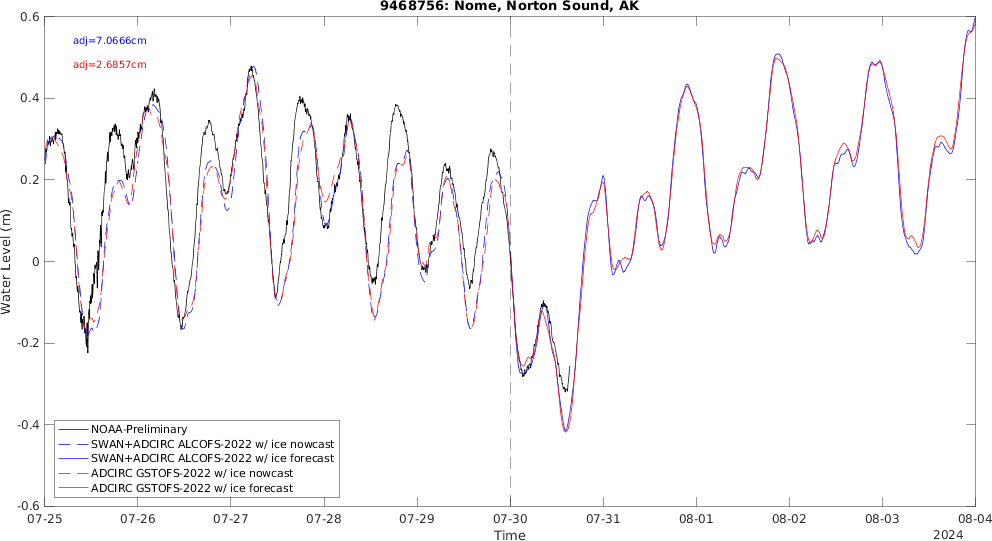 9468756: Nome, Norton Sound, AK
adj=7.0666cm
adj=2.6857cm
Water Level (m)
0.6
0.4
0.2
0
-0.2
-0.4
-0.6
NOAA-Preliminary
SWAN+ADCIRC ALCOFS-2022 w/ ice nowcast
SWAN+ADCIRC ALCOFS-2022 w/ ice forecast
ADCIRC GSTOFS-2022 w/ ice nowcast
ADCIRC GSTOFS-2022 w/ ice forecast
07-25 07-26 07-27 07-28 07-29 07-30 07-31 08-01 08-02 08-03 08-04
Time
2024